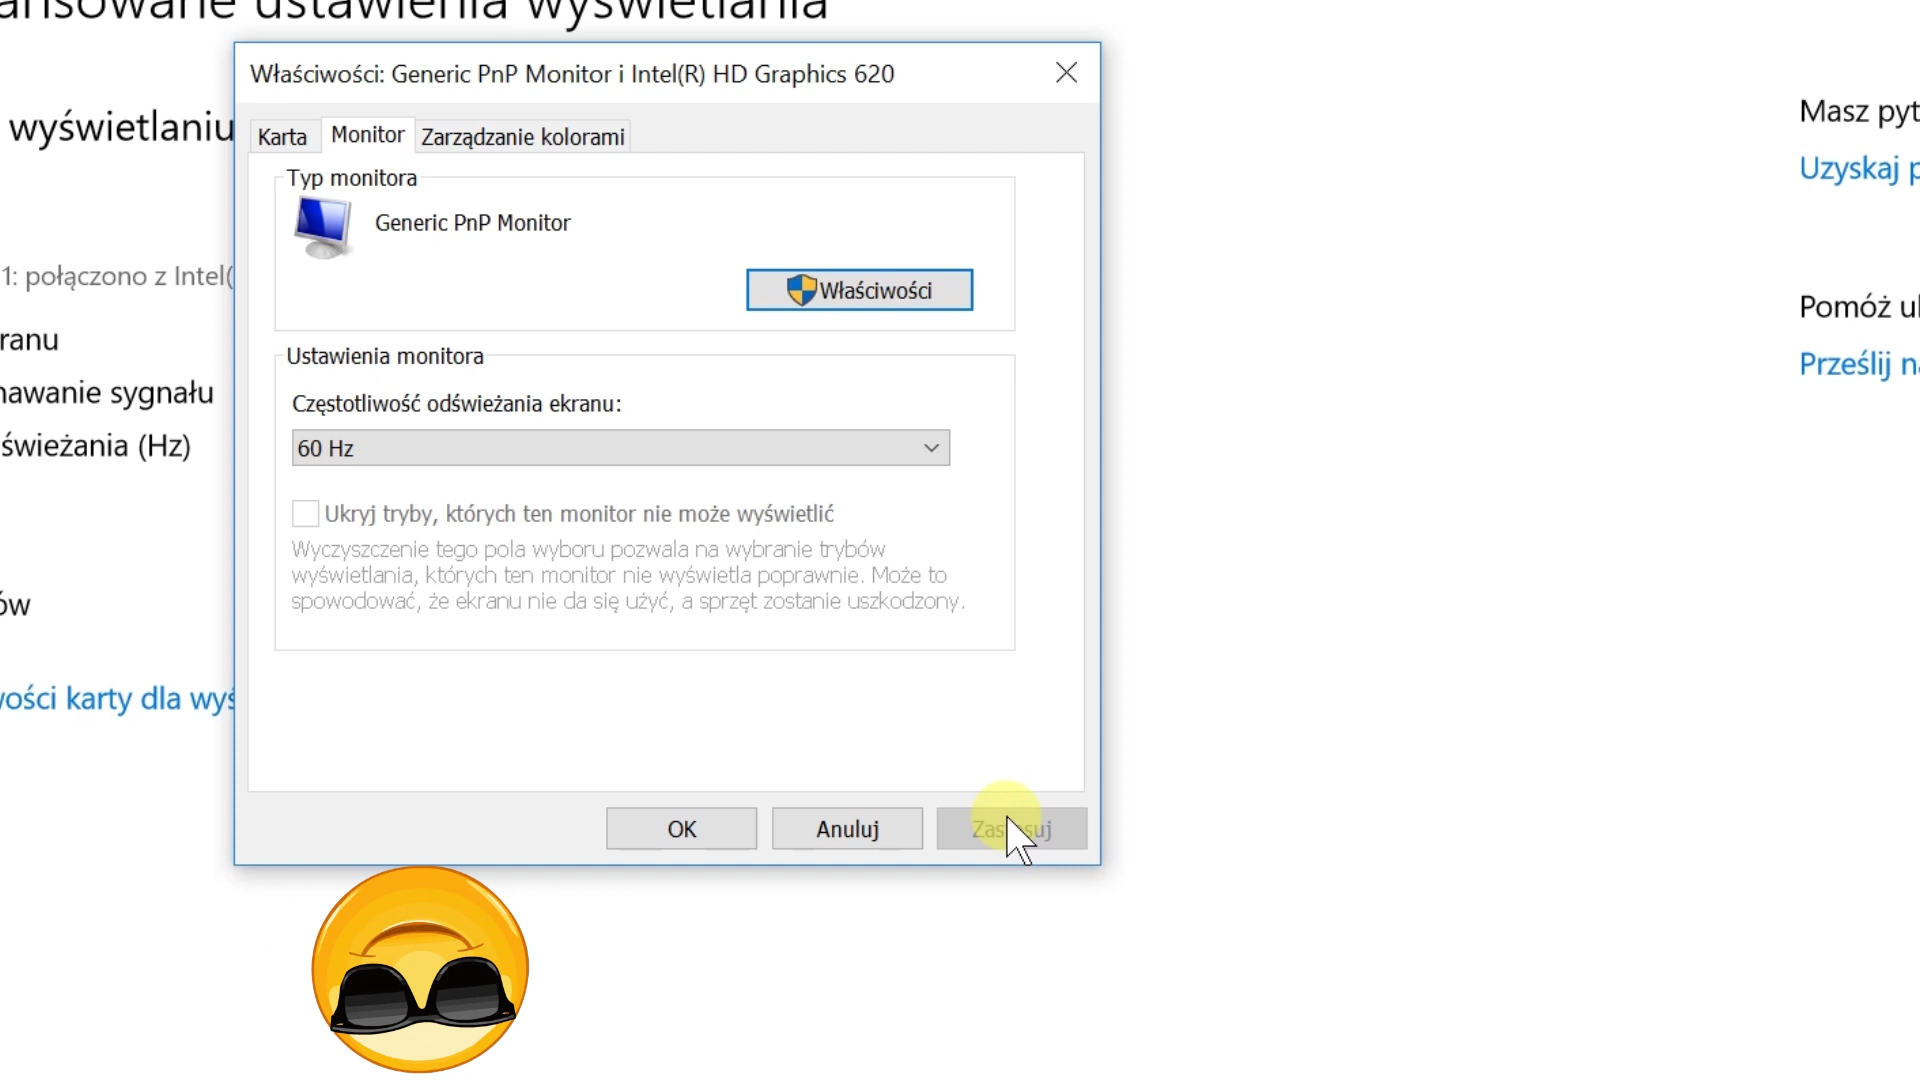 ansowane ustawienia wyświetlania
wyświetlaniu
1: połączono z Intel(
ranu
nawanie sygnału
świeżania (Hz)
ów
wości karty dla wyś
Właściwości: Generic PnP Monitor i Intel(R) HD Graphics 620
Karta Monitor Zarządzanie kolorami
Typ monitora
Generic PnP Monitor
Właściwości
Ustawienia monitora
Częstotliwość odświeżania ekranu:
60 Hz
Ukryj tryby, których ten monitor nie może wyświetlić
Wyczyszczenie tego pola wyboru pozwala na wybranie trybów
wyświetlania, których ten monitor nie wyświetla poprawnie. Może to
spowodować, że ekranu nie da się użyć, a sprzęt zostanie uszkodzony.
OK Anuluj Zastosuj
Masz pyt
Uzyskaj p
Pomóż ul
Prześlij na